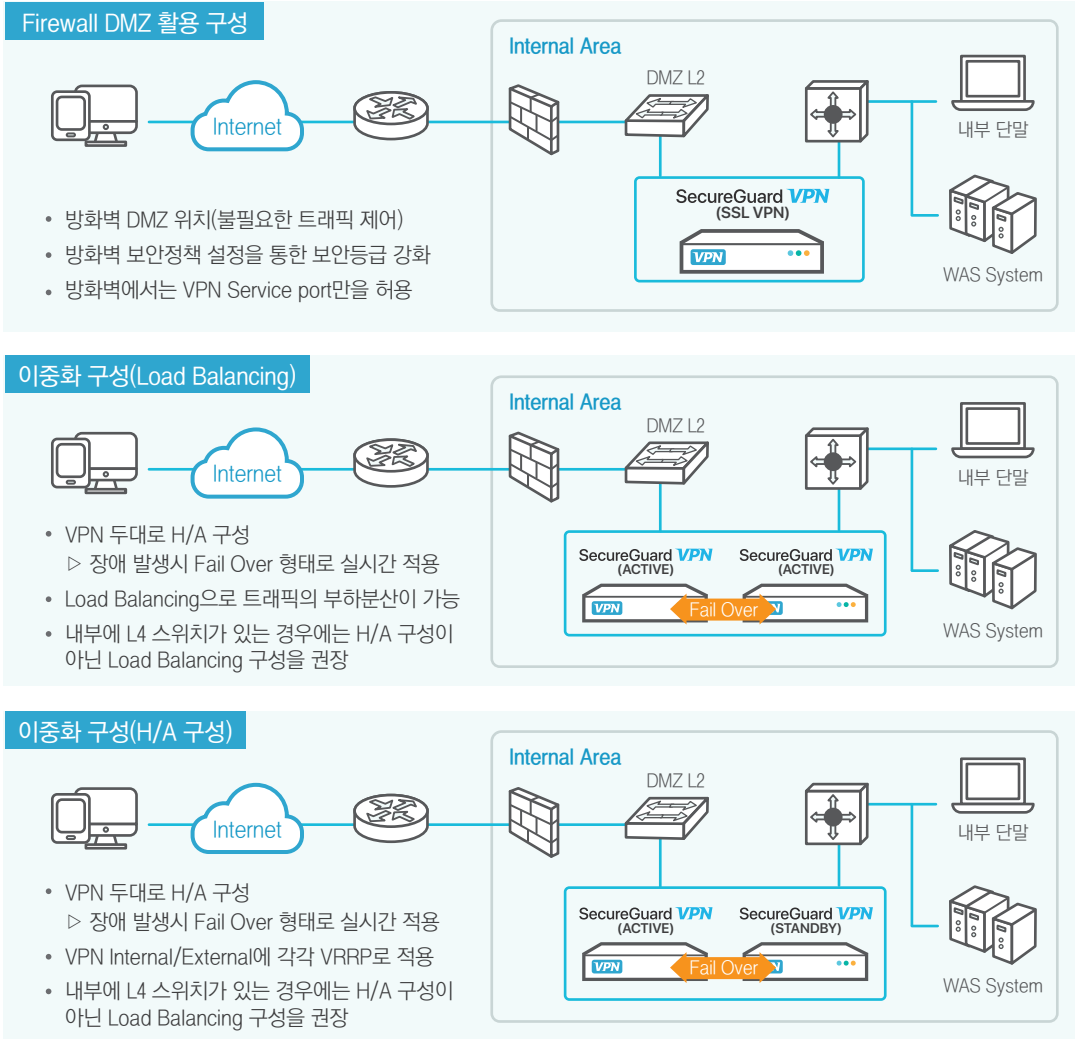 Firewall DMZ 활용 구성
Internal Area
DMZ L2
Internet
내부 단말
SecureGuard VPN
(SSL VPN)
VPN
WAS System
• 방화벽 DMZ 위치(불필요한 트래픽 제어)
• 방화벽 보안정책 설정을 통한 보안등급 강화
• 방화벽에서는 VPN Service port만을 허용
이중화 구성(Load Balancing)
Internal Area
DMZ L2
Internet
내부 단말
SecureGuard VPN
(ACTIVE)
SecureGuard VPN
(ACTIVE)
VPN
Fail Over
WAS System
• VPN 두대로 H/A 구성
▷ 장애 발생시 Fail Over 형태로 실시간 적용
• Load Balancing으로 트래픽의 부하분산이 가능
• 내부에 L4 스위치가 있는 경우에는 H/A 구성이
아닌 Load Balancing 구성을 권장
이중화 구성(H/A 구성)
Internal Area
DMZ L2
Internet
내부 단말
SecureGuard VPN
(ACTIVE)
SecureGuard VPN
(STANDBY)
VPN
Fail Over
WAS System
• VPN 두대로 H/A 구성
▷ 장애 발생시 Fail Over 형태로 실시간 적용
• VPN Internal/External에 각각 VRRP로 적용
• 내부에 L4 스위치가 있는 경우에는 H/A 구성이
아닌 Load Balancing 구성을 권장